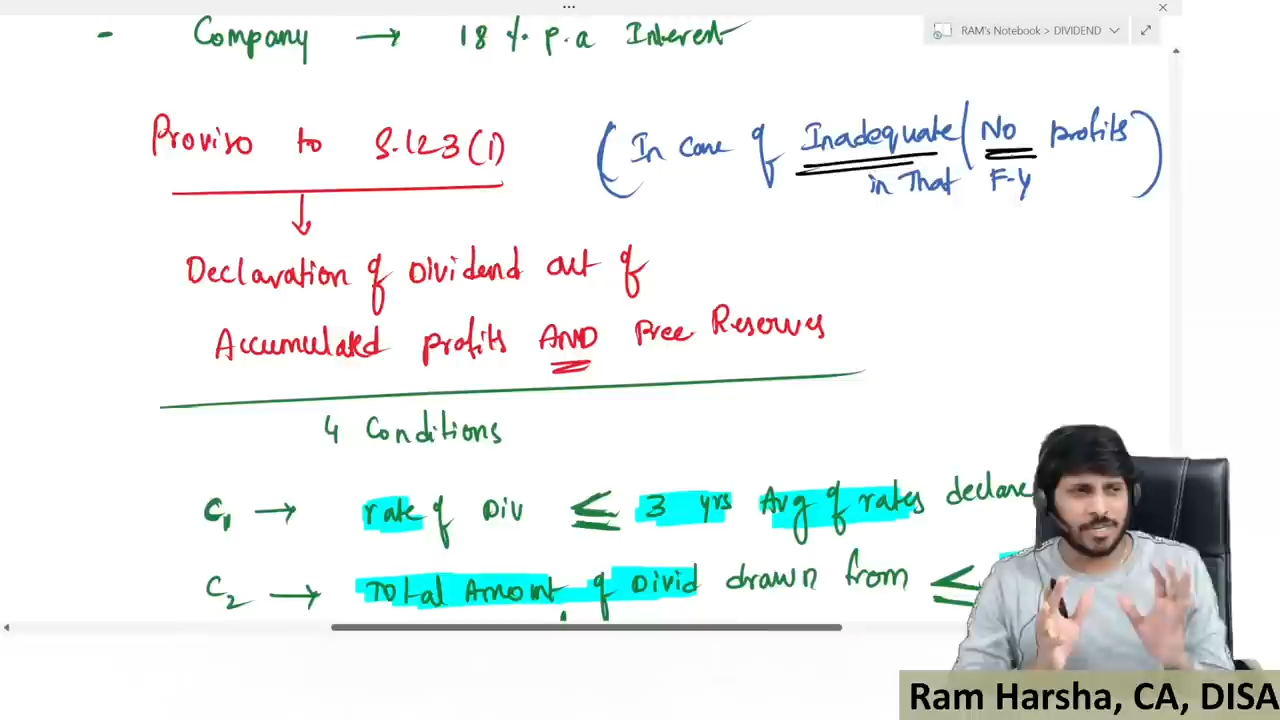 RAM's Notebook > DIVIDEND
- Company → 18 %. p.a Interest
Proviso to S.123(1)
(In case of Inadequate/No profits)
in That F-Y
Declaration of Dividend out of
Accumulated profits AND Free Reserves
4 Conditions
C1 → rate of Div ≤ 3 yrs Avg of rates declare
C2 → Total Amount of Divid drawn from ≤
Ram Harsha, CA, DISA